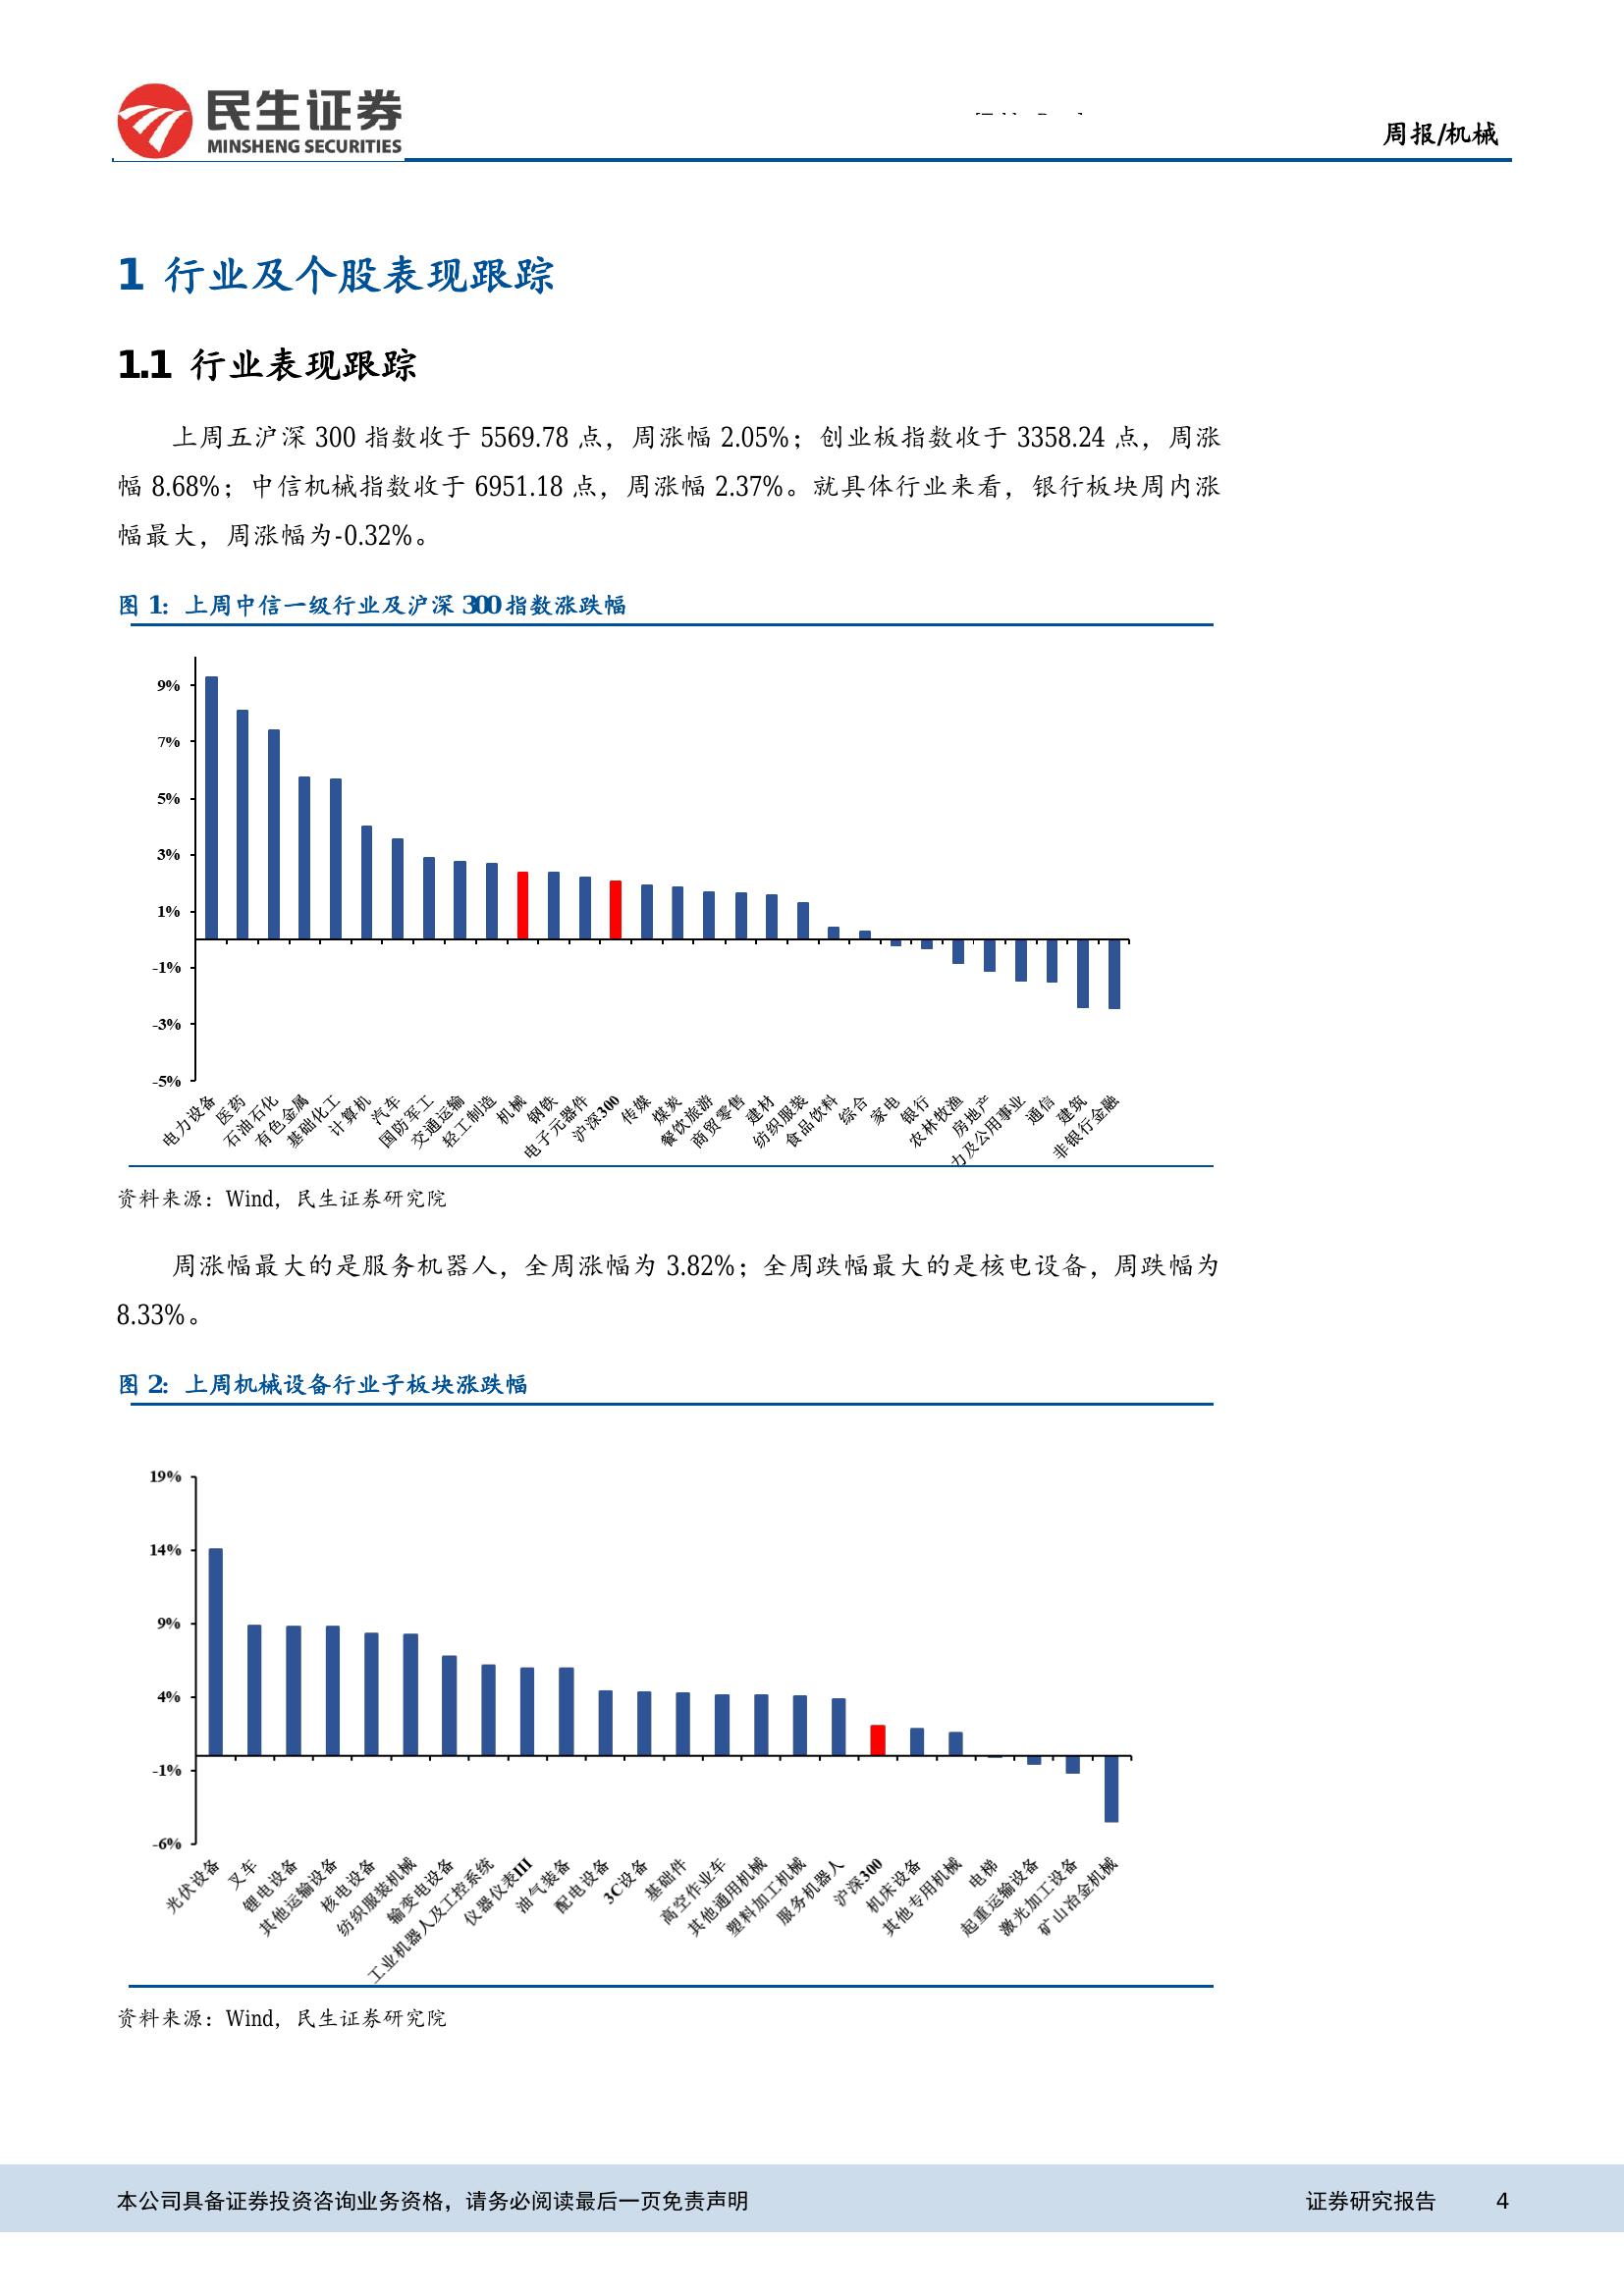 民生证券
MINSHENG SECURITIES
周报/机械
1 行业及个股表现跟踪
1.1 行业表现跟踪
上周五沪深 300 指数收于 5569.78 点，周涨幅 2.05%；创业板指数收于 3358.24 点，周涨
幅 8.68%；中信机械指数收于 6951.18 点，周涨幅 2.37%。就具体行业来看，银行板块周内涨
幅最大，周涨幅为-0.32%。
图 1：上周中信一级行业及沪深 300 指数涨跌幅
9%
7%
5%
3%
1%
-1%
-3%
-5%
电力设备
医药
石油石化
有色金属
基础化工
计算机
汽车
国防军工
交通运输
轻工制造
机械
钢铁
电子元器件
沪深300
传媒
煤炭
餐饮旅游
商贸零售
建材
纺织服装
食品饮料
综合
家电
银行
农林牧渔
房地产
力及公用事业
通信
建筑
非银行金融
资料来源：Wind，民生证券研究院
周涨幅最大的是服务机器人，全周涨幅为 3.82%；全周跌幅最大的是核电设备，周跌幅为
8.33%。
图 2：上周机械设备行业子板块涨跌幅
19%
14%
9%
4%
-1%
-6%
光伏设备
叉车
锂电设备
其他运输设备
核电设备
纺织服装机械
输变电设备
工业机器人及工控系统
仪器仪表III
油气装备
配电设备
3C设备
基础件
高空作业车
其他通用机械
塑料加工机械
服务机器人
沪深300
机床设备
其他专用机械
电梯
起重运输设备
激光加工设备
矿山冶金机械
资料来源：Wind，民生证券研究院
本公司具备证券投资咨询业务资格，请务必阅读最后一页免责声明
证券研究报告 4